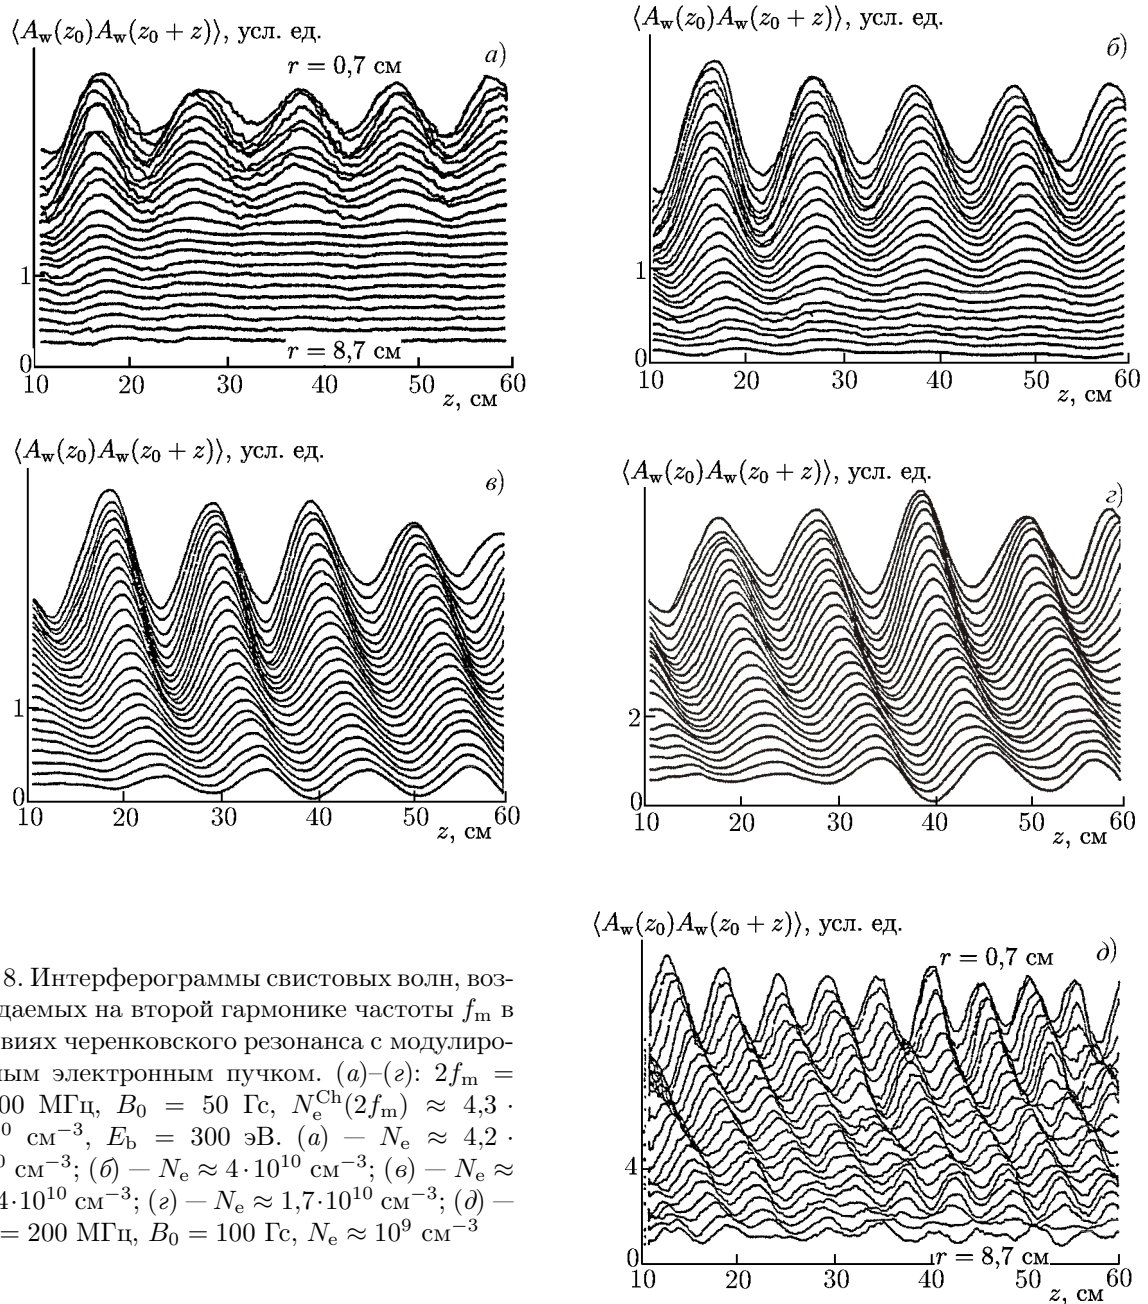 ⟨A_w(z_0)A_w(z_0 + z)⟩, усл. ед.
а)
r = 0,7 см
1
0
r = 8,7 см
10 20 30 40 50 60
z, см
⟨A_w(z_0)A_w(z_0 + z)⟩, усл. ед.
б)
1
0
10 20 30 40 50 60
z, см
⟨A_w(z_0)A_w(z_0 + z)⟩, усл. ед.
в)
1
0
10 20 30 40 50 60
z, см
⟨A_w(z_0)A_w(z_0 + z)⟩, усл. ед.
г)
2
0
10 20 30 40 50 60
z, см
8. Интерферограммы свистовых волн, воз-
даемых на второй гармонике частоты f_m в
виях черенковского резонанса с модулиро-
ным электронным пучком. (а)–(г): 2f_m =
00 МГц, B_0 = 50 Гс, N_e^Ch(2f_m) ≈ 4,3 ·
0 см^−3, E_b = 300 эВ. (а) — N_e ≈ 4,2 ·
0 см^−3; (б) — N_e ≈ 4·10^10 см^−3; (в) — N_e ≈
4·10^10 см^−3; (г) — N_e ≈ 1,7·10^10 см^−3; (д) —
= 200 МГц, B_0 = 100 Гс, N_e ≈ 10^9 см^−3
⟨A_w(z_0)A_w(z_0 + z)⟩, усл. ед.
д)
r = 0,7 см
4
0
r = 8,7 см
10 20 30 40 50 60
z, см